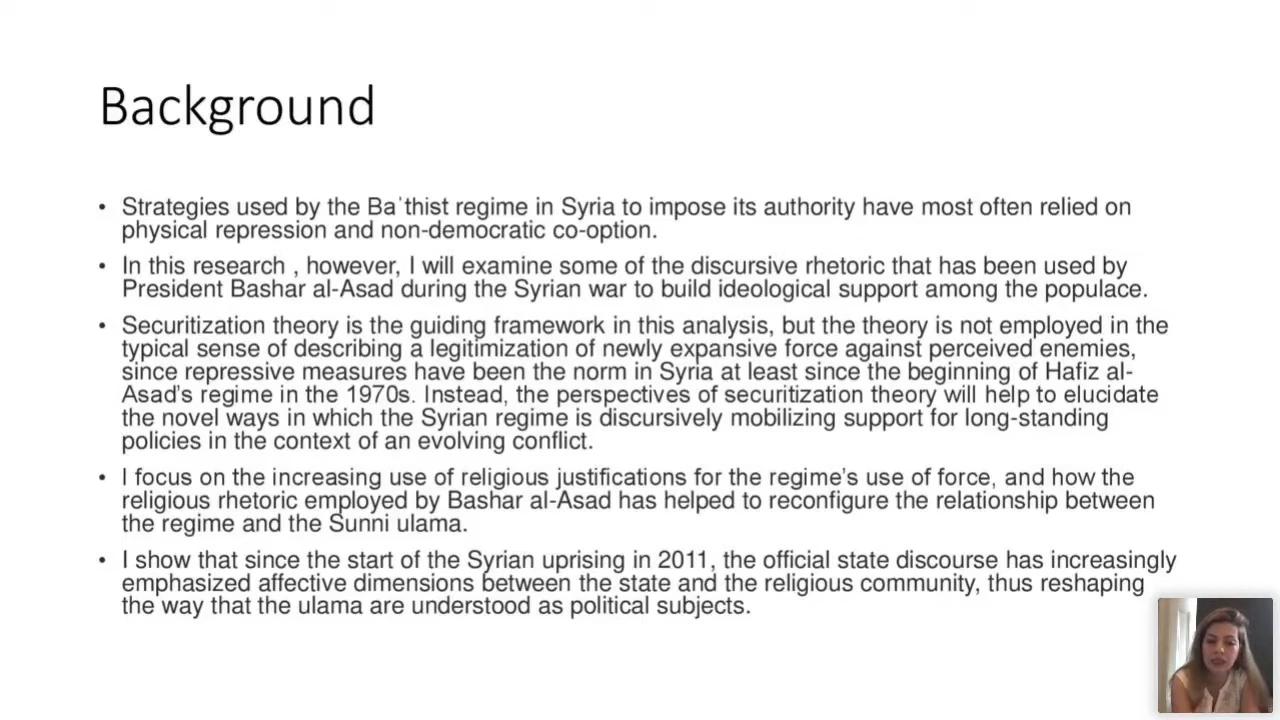 Background
• Strategies used by the Baʿthist regime in Syria to impose its authority have most often relied on
physical repression and non-democratic co-option.
• In this research , however, I will examine some of the discursive rhetoric that has been used by
President Bashar al-Asad during the Syrian war to build ideological support among the populace.
• Securitization theory is the guiding framework in this analysis, but the theory is not employed in the
typical sense of describing a legitimization of newly expansive force against perceived enemies,
since repressive measures have been the norm in Syria at least since the beginning of Hafiz al-
Asad's regime in the 1970s. Instead, the perspectives of securitization theory will help to elucidate
the novel ways in which the Syrian regime is discursively mobilizing support for long-standing
policies in the context of an evolving conflict.
• I focus on the increasing use of religious justifications for the regime's use of force, and how the
religious rhetoric employed by Bashar al-Asad has helped to reconfigure the relationship between
the regime and the Sunni ulama.
• I show that since the start of the Syrian uprising in 2011, the official state discourse has increasingly
emphasized affective dimensions between the state and the religious community, thus reshaping
the way that the ulama are understood as political subjects.